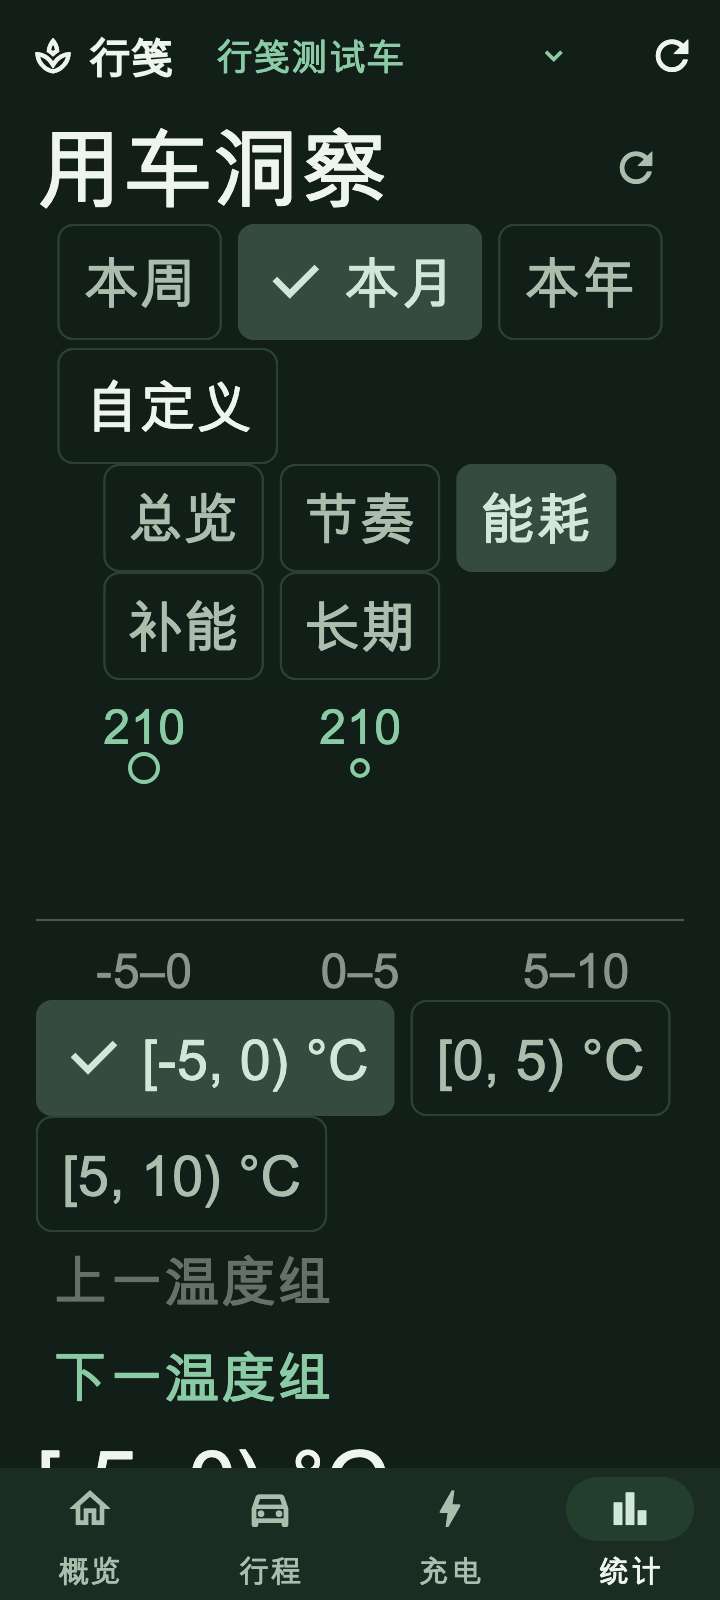 行笺 行笺测试车
用车洞察
本周 本月 本年
自定义
总览 节奏 能耗
补能 长期
210 210
-5–0 0–5 5–10
[-5, 0) °C [0, 5) °C
[5, 10) °C
上一温度组
下一温度组
[-5, 0) °C
概览 行程 充电 统计